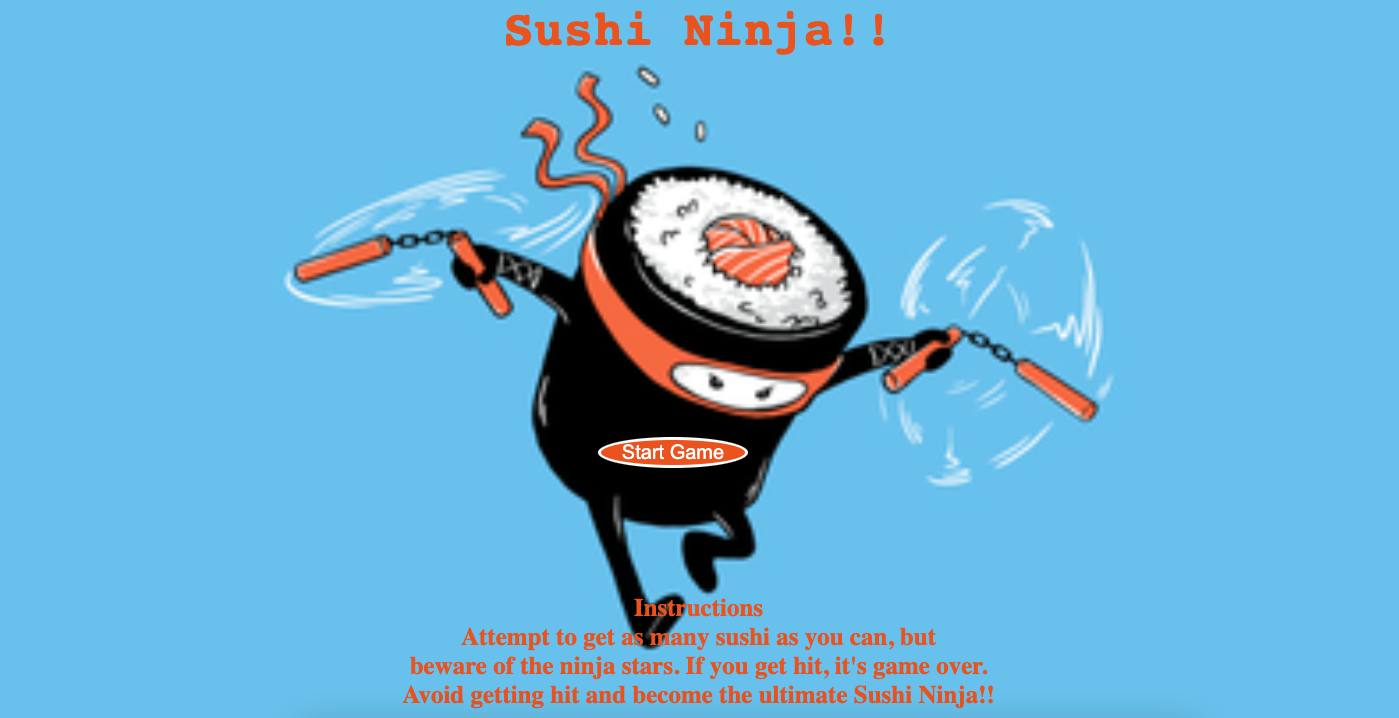 Sushi Ninja!!
Start Game
Instructions
Attempt to get as many sushi as you can, but
beware of the ninja stars. If you get hit, it's game over.
Avoid getting hit and become the ultimate Sushi Ninja!!